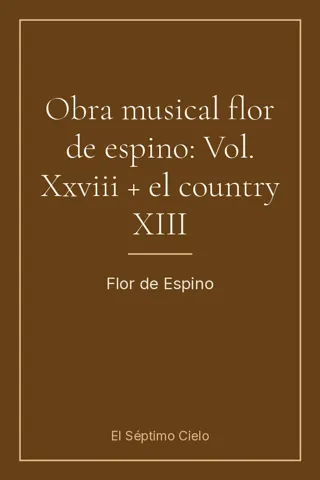 Obra musical flor
de espino: Vol.
Xxviii + el country
XIII
Flor de Espino
El Séptimo Cielo